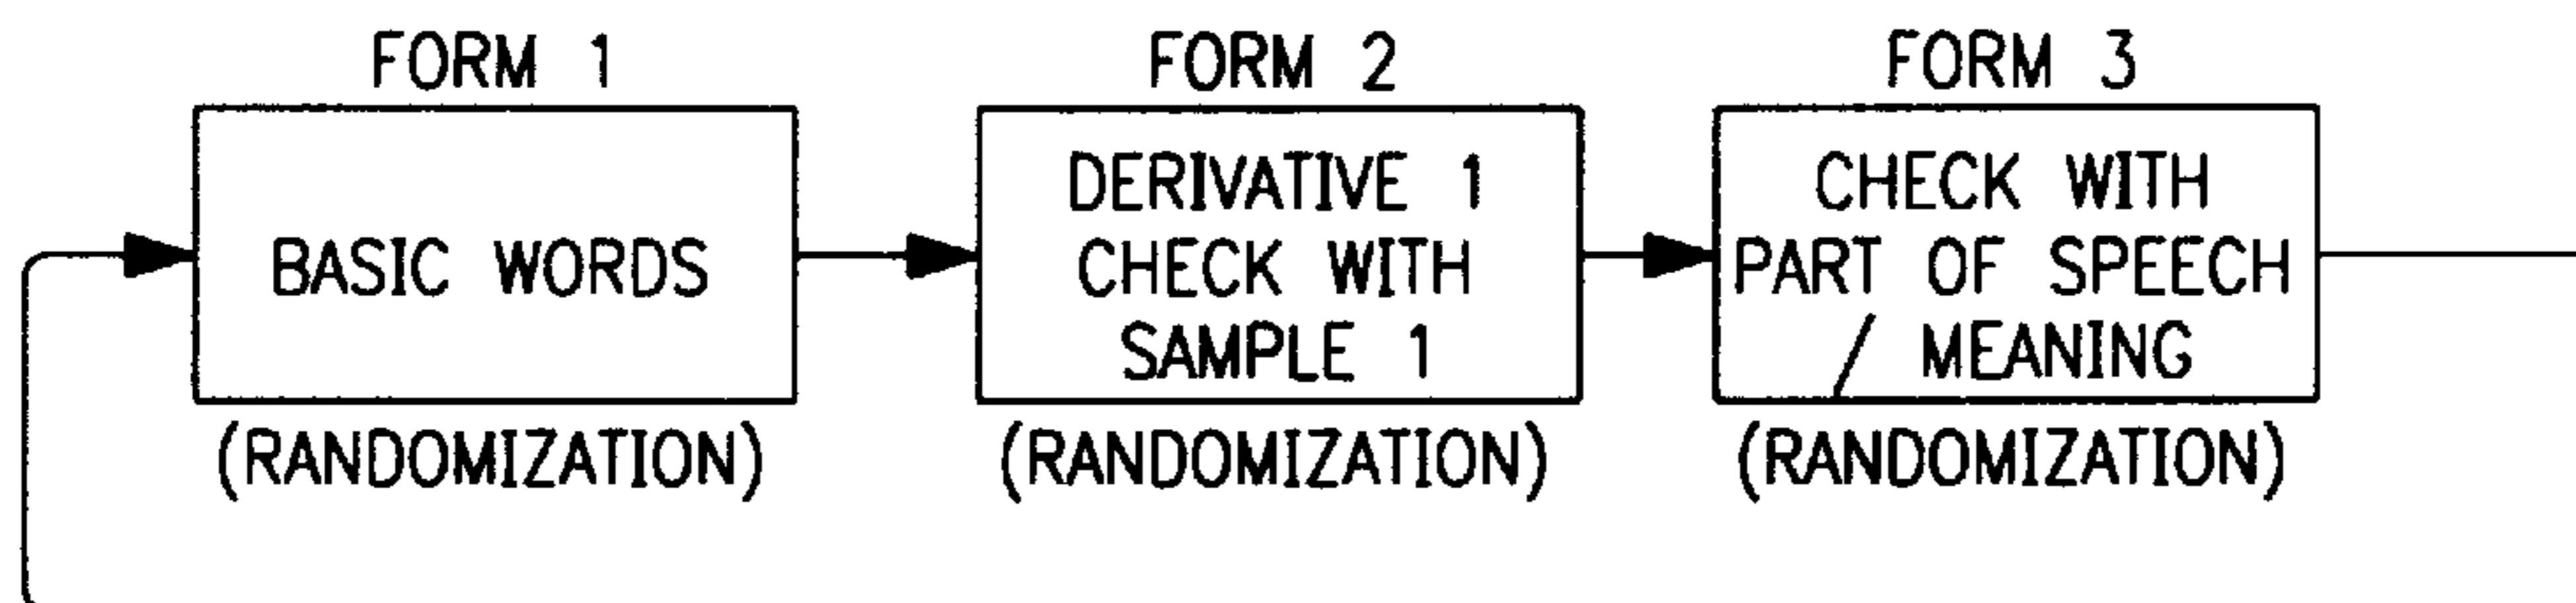 FORM 1
BASIC WORDS
(RANDOMIZATION)
FORM 2
DERIVATIVE 1
CHECK WITH
SAMPLE 1
(RANDOMIZATION)
FORM 3
CHECK WITH
PART OF SPEECH
/ MEANING
(RANDOMIZATION)